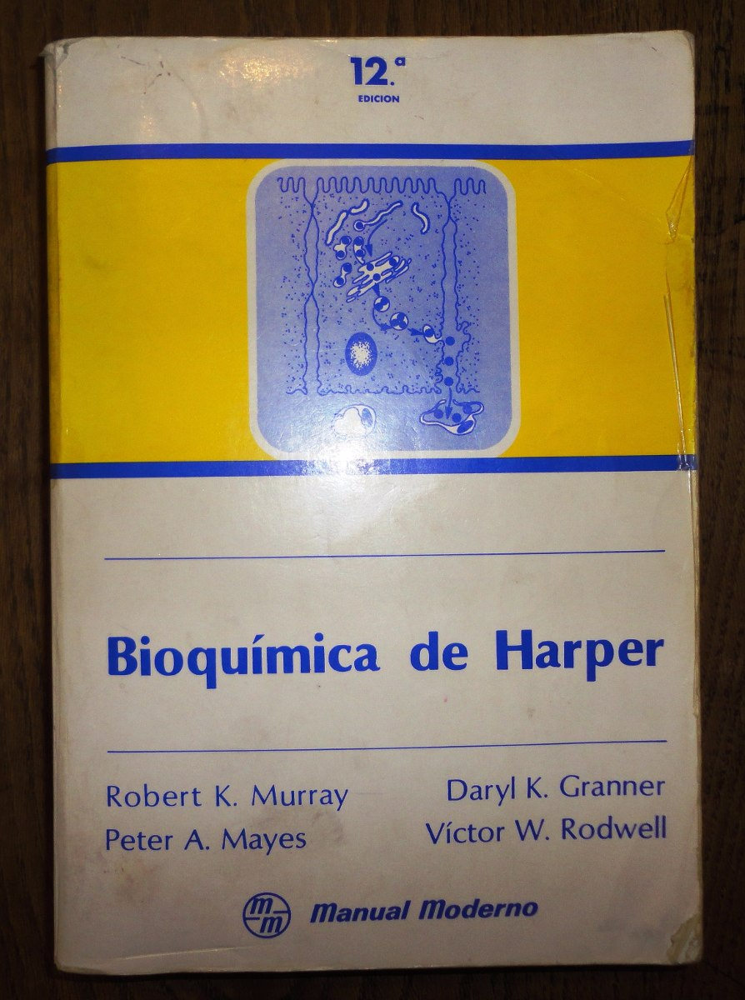 12.ª
EDICION
Bioquímica de Harper
Robert K. Murray
Peter A. Mayes
Daryl K. Granner
Víctor W. Rodwell
mm Manual Moderno